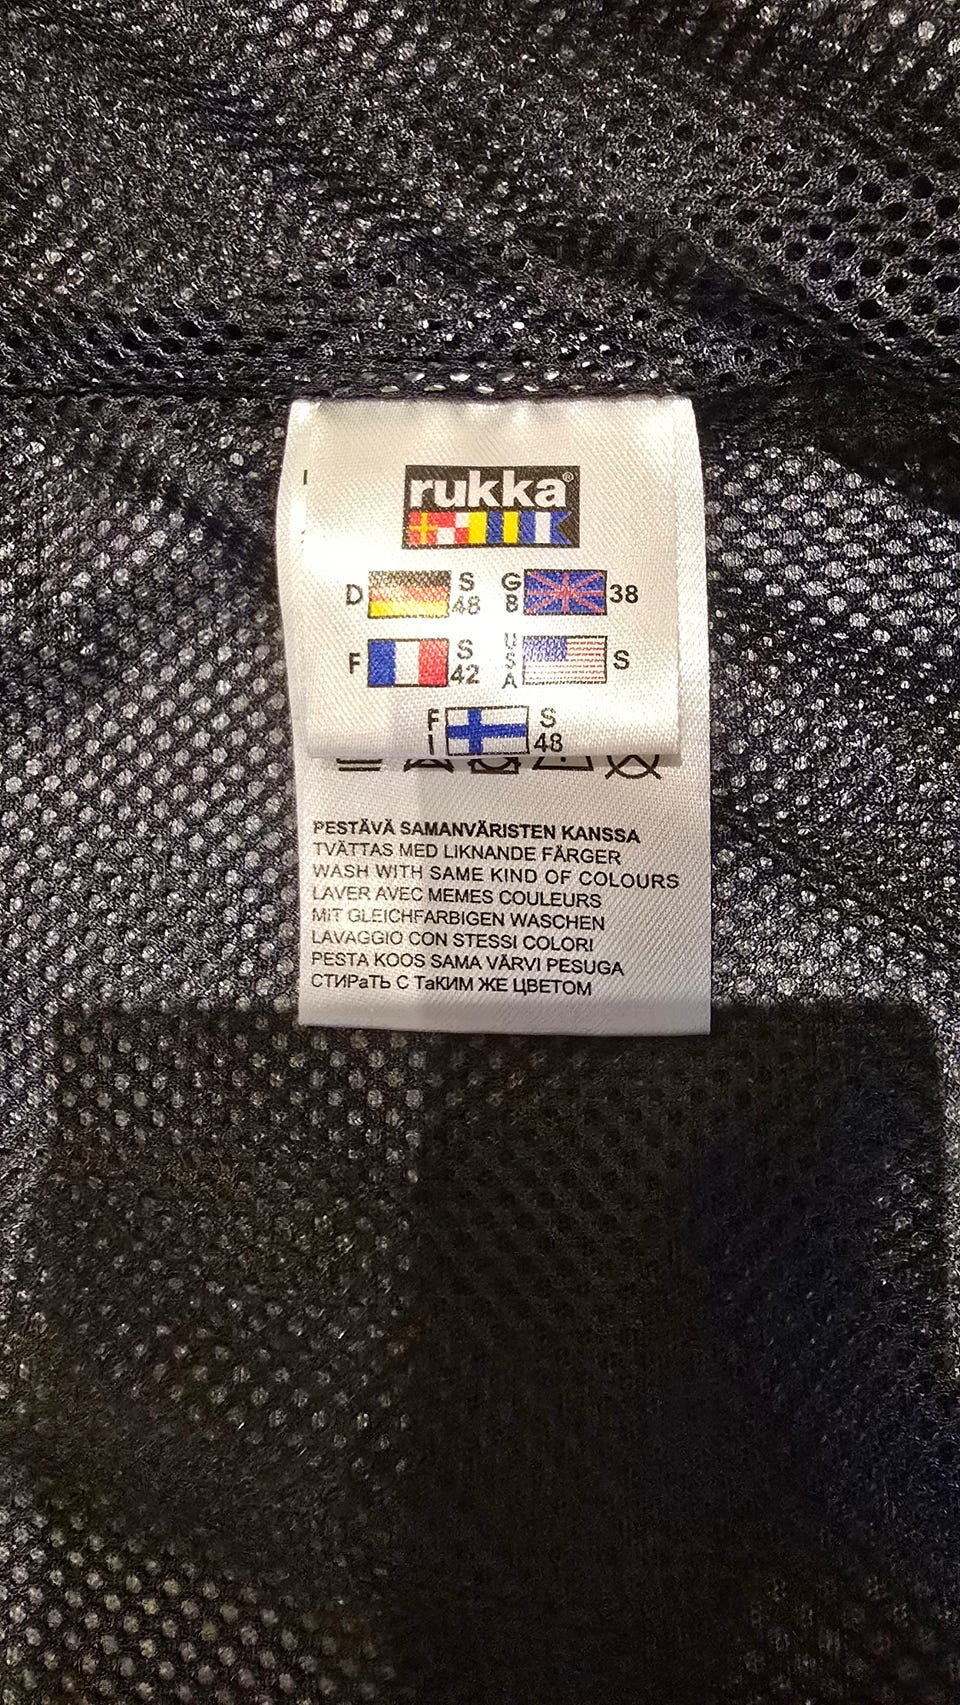 rukka®
D S 48 GB 38
F S 42 USA S
FI S 48
PESTÄVÄ SAMANVÄRISTEN KANSSA
TVÄTTAS MED LIKNANDE FÄRGER
WASH WITH SAME KIND OF COLOURS
LAVER AVEC MEMES COULEURS
MIT GLEICHFARBIGEN WASCHEN
LAVAGGIO CON STESSI COLORI
PESTA KOOS SAMA VÄRVI PESUGA
СТИРаТЬ С ТаКИМ ЖЕ ЦВЕТОМ